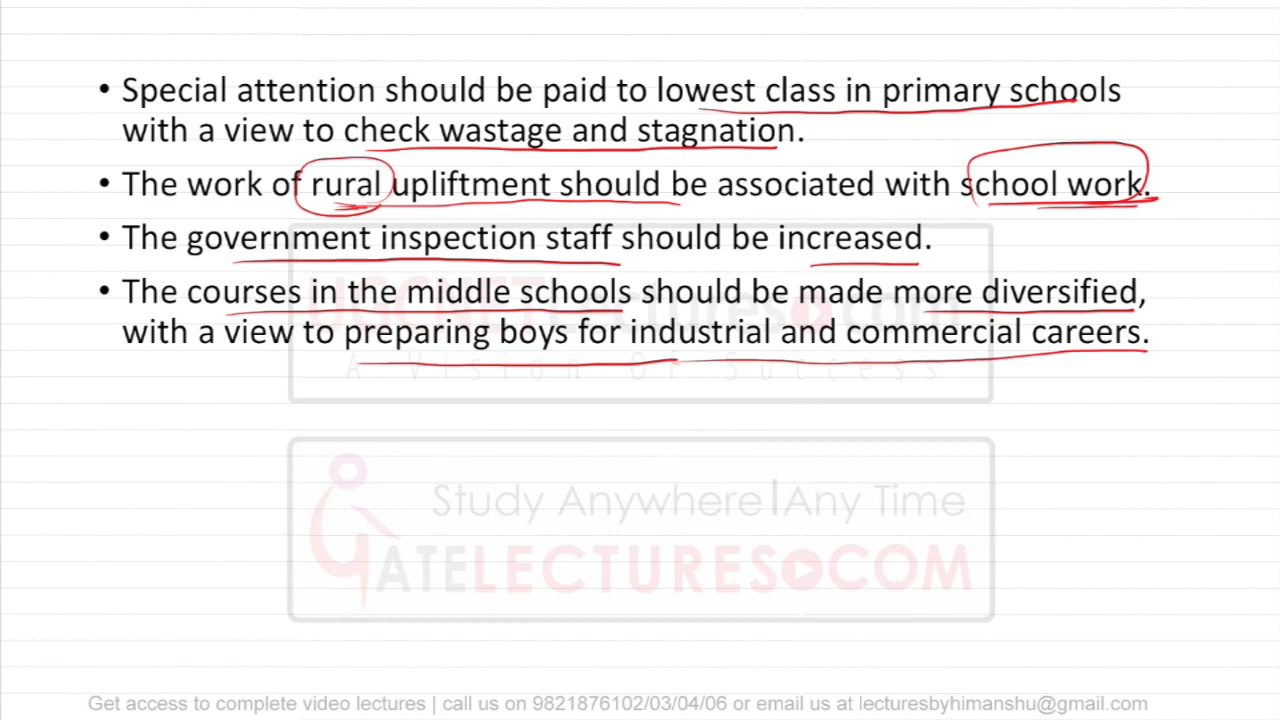 • Special attention should be paid to lowest class in primary schools
with a view to check wastage and stagnation.
• The work of rural upliftment should be associated with school work.
• The government inspection staff should be increased.
• The courses in the middle schools should be made more diversified,
with a view to preparing boys for industrial and commercial careers.
A Vision Of Success
Study Anywhere|Any Time
GATELECTURES.COM
Get access to complete video lectures | call us on 9821876102/03/04/06 or email us at lecturesbyhimanshu@gmail.com